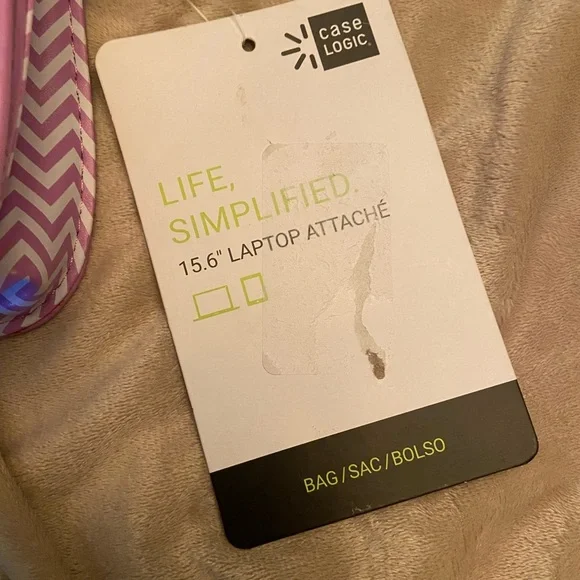 case
LOGIC®
LIFE,
SIMPLIFIED.
15.6" LAPTOP ATTACHÉ
BAG/SAC/BOLSO